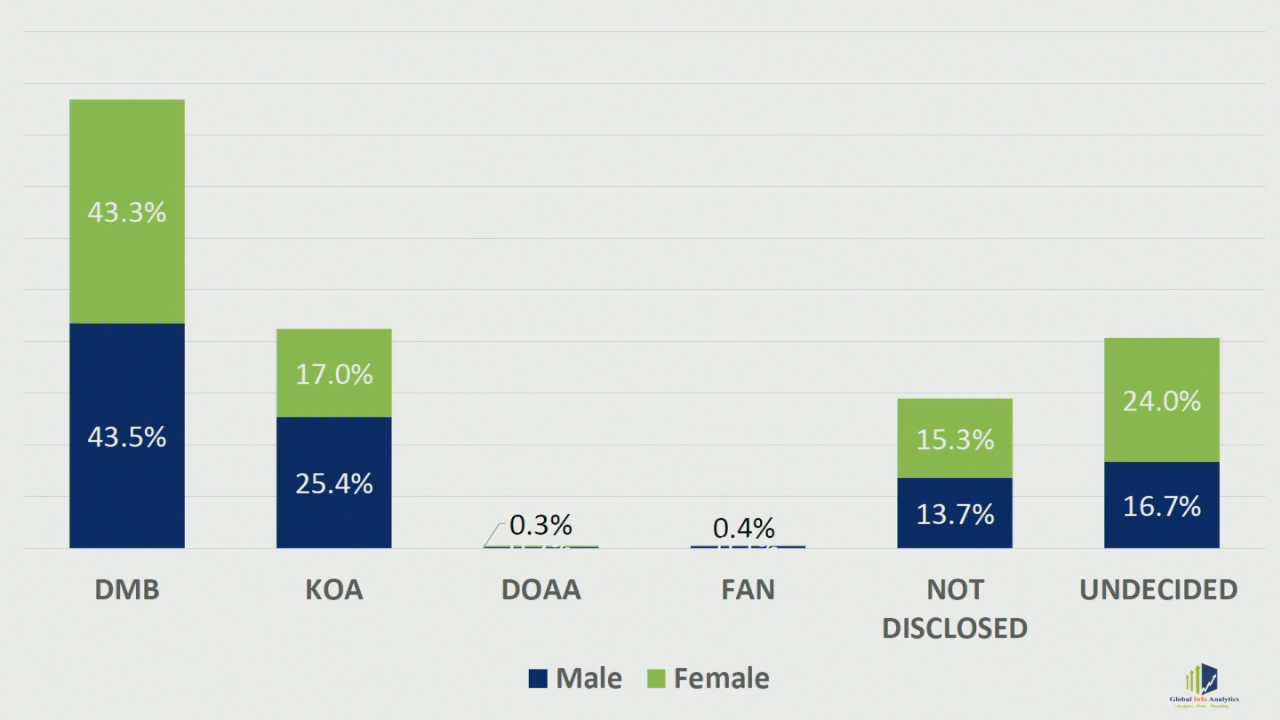 43.3%
43.5%
17.0%
25.4%
0.3%
0.4%
15.3%
13.7%
24.0%
16.7%
DMB
KOA
DOAA
FAN
NOT
DISCLOSED
UNDECIDED
Male
Female
Global Info Analytics